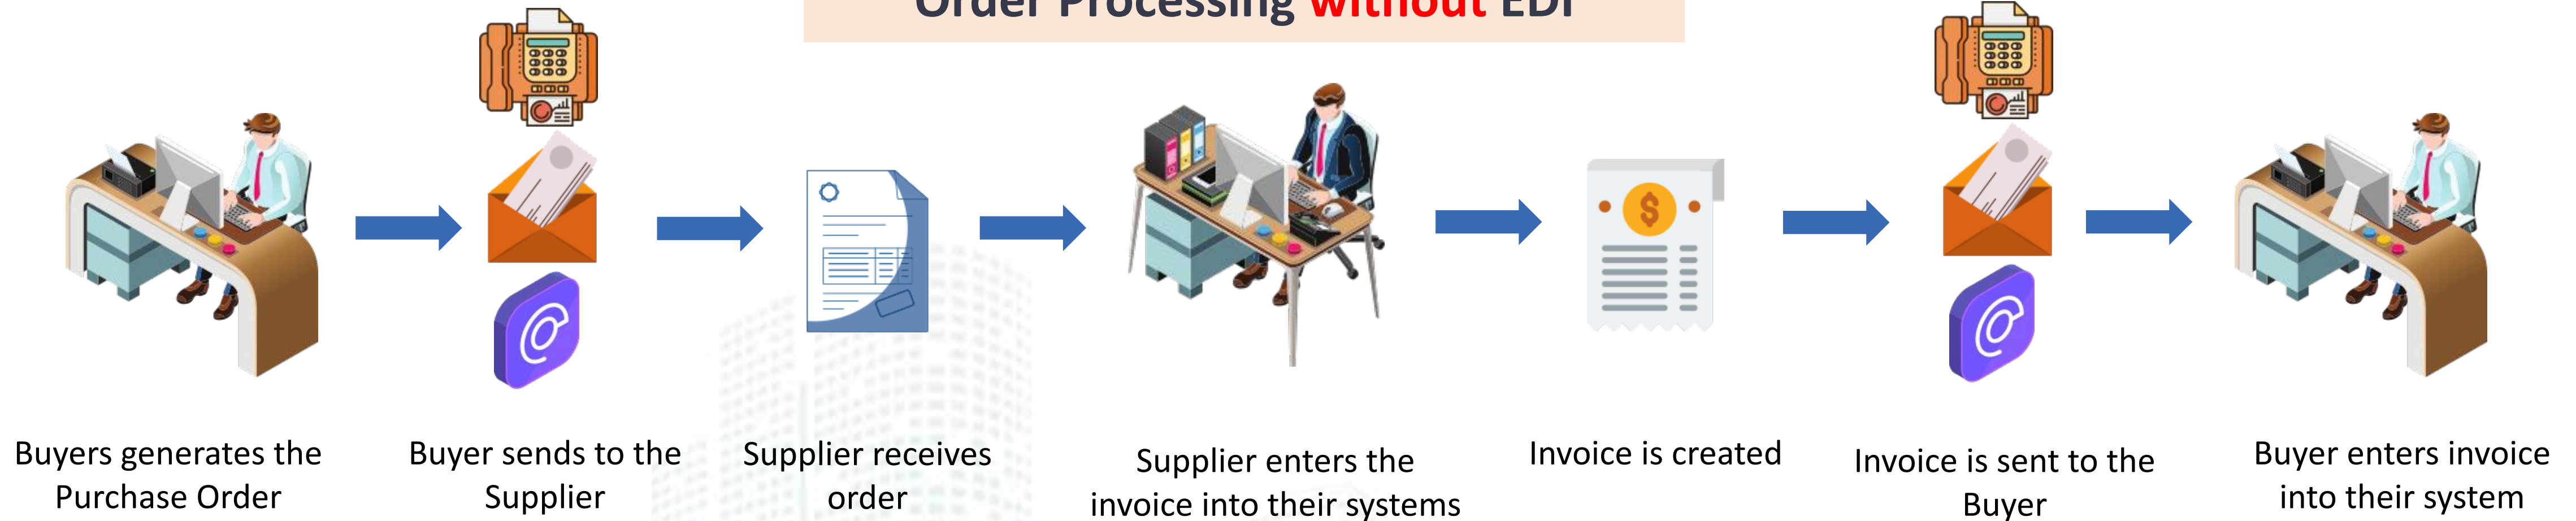 Order Processing without EDI
Buyers generates the
Purchase Order
Buyer sends to the
Supplier
Supplier receives
order
Supplier enters the
invoice into their systems
Invoice is created
Invoice is sent to the
Buyer
Buyer enters invoice
into their system